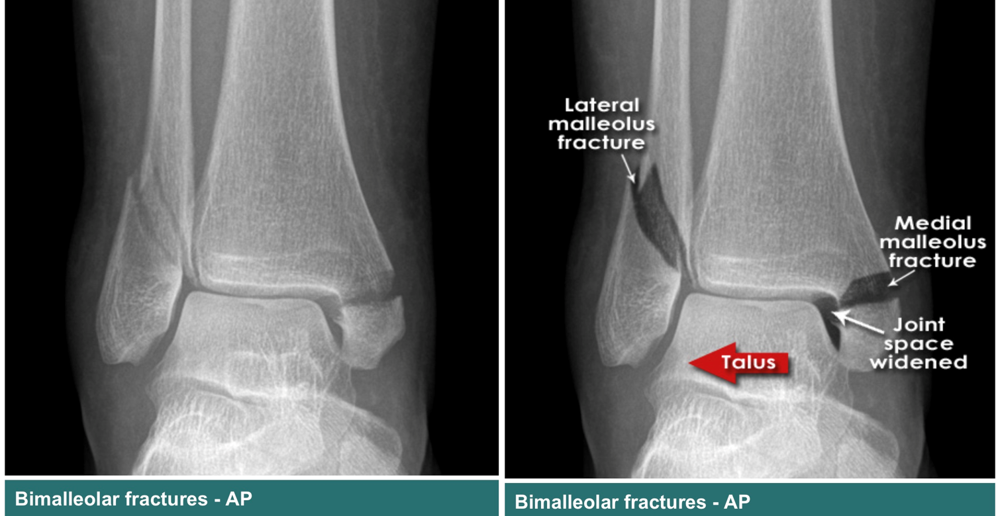 Lateral
malleolus
fracture
Medial
malleolus
fracture
Joint
space
widened
Talus
Bimalleolar fractures - AP
Bimalleolar fractures - AP